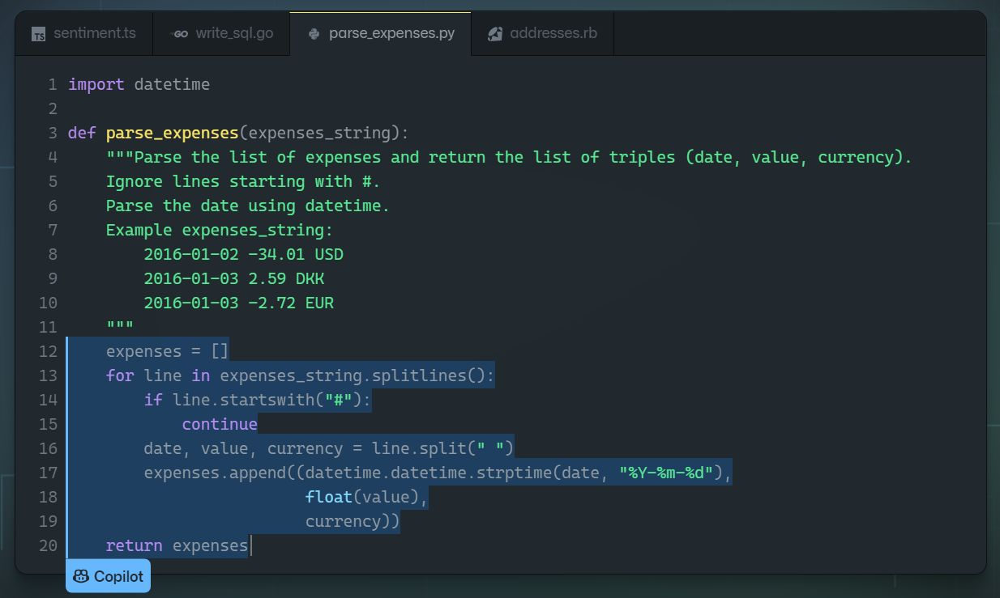 sentiment.ts write_sql.go parse_expenses.py addresses.rb
1 import datetime
2
3 def parse_expenses(expenses_string):
4     """Parse the list of expenses and return the list of triples (date, value, currency).
5     Ignore lines starting with #.
6     Parse the date using datetime.
7     Example expenses_string:
8         2016-01-02 -34.01 USD
9         2016-01-03 2.59 DKK
10         2016-01-03 -2.72 EUR
11     """
12     expenses = []
13     for line in expenses_string.splitlines():
14         if line.startswith("#"):
15             continue
16         date, value, currency = line.split(" ")
17         expenses.append((datetime.datetime.strptime(date, "%Y-%m-%d"),
18                          float(value),
19                          currency))
20     return expenses
Copilot